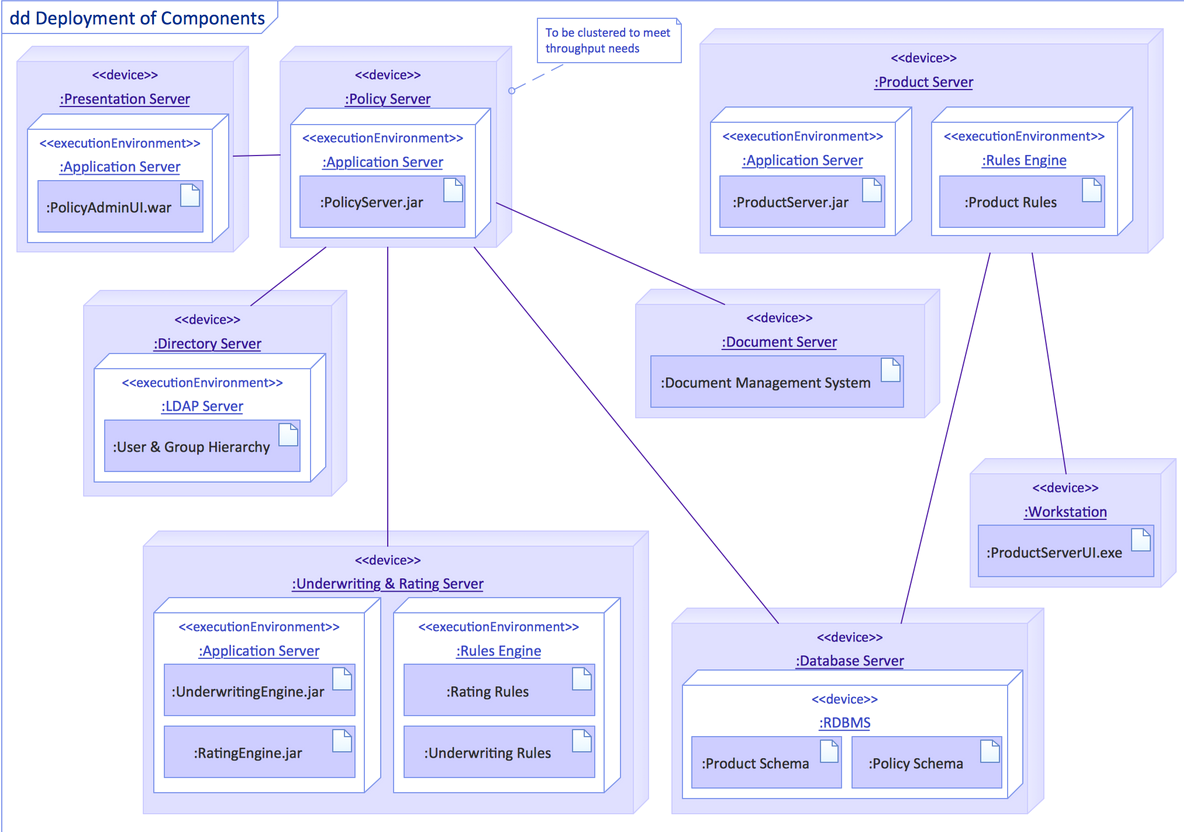 dd Deployment of Components
To be clustered to meet
throughput needs
<<device>>
:Presentation Server
<<executionEnvironment>>
:Application Server
:PolicyAdminUI.war
<<device>>
:Policy Server
<<executionEnvironment>>
:Application Server
:PolicyServer.jar
<<device>>
:Product Server
<<executionEnvironment>>
:Application Server
:ProductServer.jar
<<executionEnvironment>>
:Rules Engine
:Product Rules
<<device>>
:Directory Server
<<executionEnvironment>>
:LDAP Server
:User & Group Hierarchy
<<device>>
:Document Server
:Document Management System
<<device>>
:Workstation
:ProductServerUI.exe
<<device>>
:Underwriting & Rating Server
<<executionEnvironment>>
:Application Server
:UnderwritingEngine.jar
:RatingEngine.jar
<<executionEnvironment>>
:Rules Engine
:Rating Rules
:Underwriting Rules
<<device>>
:Database Server
<<device>>
:RDBMS
:Product Schema
:Policy Schema